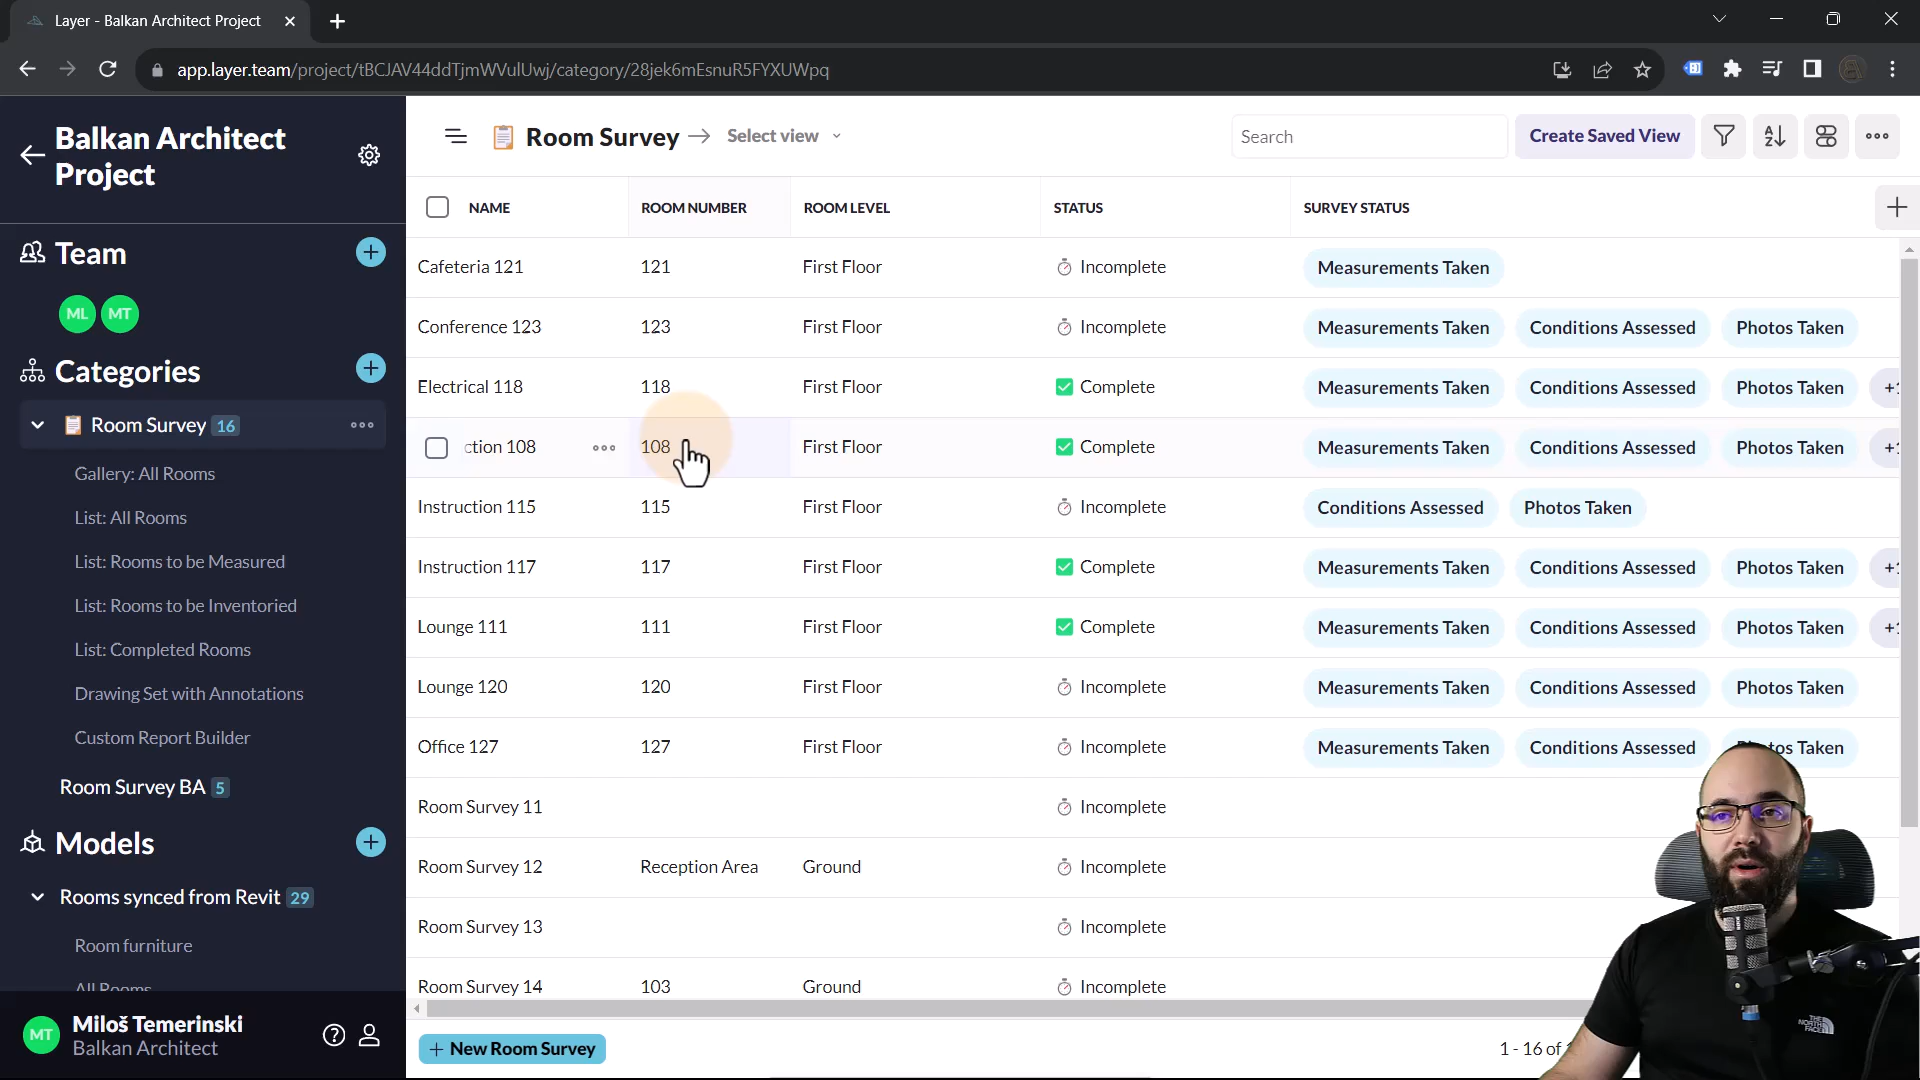 Layer - Balkan Architect Project
app.layer.team/project/tBCJAV44ddTjmWVulUwj/category/28jek6mEsnuR5FYXUWpq
Balkan Architect
Project
Team
ML MT
Categories
Room Survey 16
Gallery: All Rooms
List: All Rooms
List: Rooms to be Measured
List: Rooms to be Inventoried
List: Completed Rooms
Drawing Set with Annotations
Custom Report Builder
Room Survey BA 5
Models
Rooms synced from Revit 29
Room furniture
All Rooms
MT
Miloš Temerinski
Balkan Architect
Room Survey → Select view
Search
Create Saved View
NAME ROOM NUMBER ROOM LEVEL STATUS SURVEY STATUS
Cafeteria 121 121 First Floor Incomplete Measurements Taken
Conference 123 123 First Floor Incomplete Measurements Taken Conditions Assessed Photos Taken
Electrical 118 118 First Floor Complete Measurements Taken Conditions Assessed Photos Taken
ction 108 108 First Floor Complete Measurements Taken Conditions Assessed Photos Taken
Instruction 115 115 First Floor Incomplete Conditions Assessed Photos Taken
Instruction 117 117 First Floor Complete Measurements Taken Conditions Assessed Photos Taken
Lounge 111 111 First Floor Complete Measurements Taken Conditions Assessed Photos Taken
Lounge 120 120 First Floor Incomplete Measurements Taken Conditions Assessed Photos Taken
Office 127 127 First Floor Incomplete Measurements Taken Conditions Assessed Photos Taken
Room Survey 11 Incomplete
Room Survey 12 Reception Area Ground Incomplete
Room Survey 13 Incomplete
Room Survey 14 103 Ground Incomplete
+ New Room Survey
1 - 16 of
THE NORTH FACE